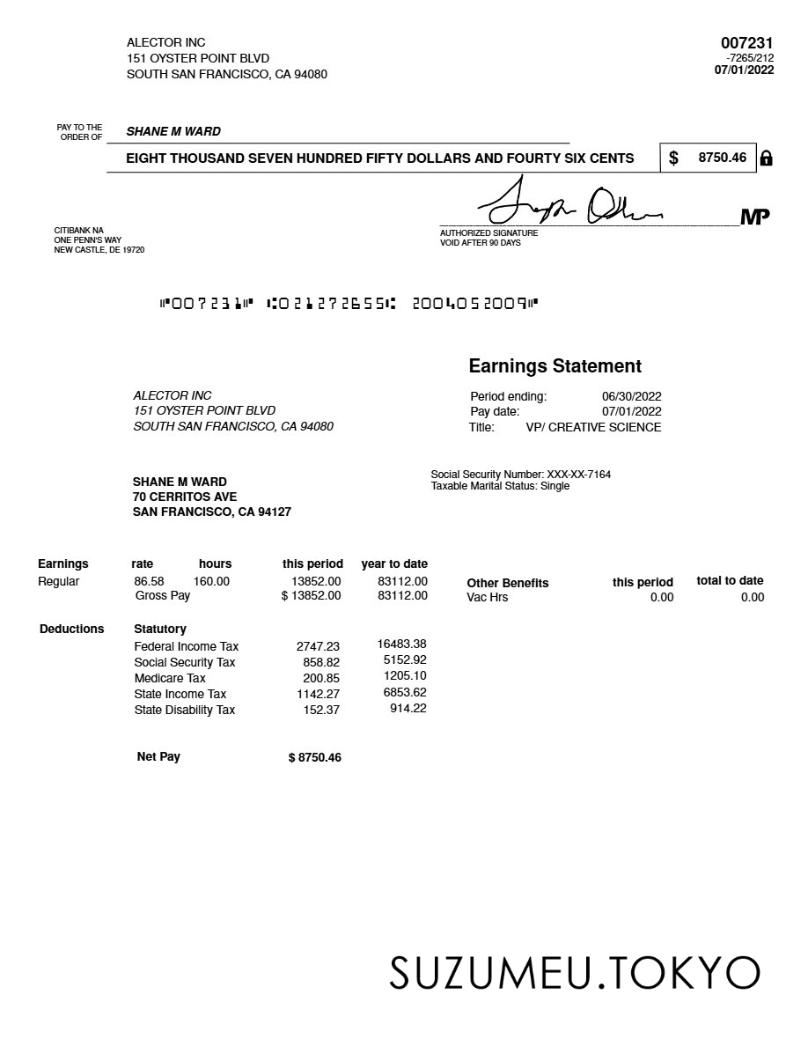 ALECTOR INC
151 OYSTER POINT BLVD
SOUTH SAN FRANCISCO, CA 94080
007231
-7265/212
07/01/2022
PAY TO THE
ORDER OF
SHANE M WARD
EIGHT THOUSAND SEVEN HUNDRED FIFTY DOLLARS AND FOURTY SIX CENTS $ 8750.46
MP
AUTHORIZED SIGNATURE
VOID AFTER 90 DAYS
CITIBANK NA
ONE PENN'S WAY
NEW CASTLE, DE 19720
⑈007231⑈ ⑆021272655⑆ 2004052009⑈
Earnings Statement
ALECTOR INC
151 OYSTER POINT BLVD
SOUTH SAN FRANCISCO, CA 94080
Period ending: 06/30/2022
Pay date: 07/01/2022
Title: VP/ CREATIVE SCIENCE
SHANE M WARD
70 CERRITOS AVE
SAN FRANCISCO, CA 94127
Social Security Number: XXX-XX-7164
Taxable Marital Status: Single
Earnings rate hours this period year to date
Regular 86.58 160.00 13852.00 83112.00
Gross Pay $ 13852.00 83112.00
Other Benefits this period total to date
Vac Hrs 0.00 0.00
Deductions Statutory
Federal Income Tax 2747.23 16483.38
Social Security Tax 858.82 5152.92
Medicare Tax 200.85 1205.10
State Income Tax 1142.27 6853.62
State Disability Tax 152.37 914.22
Net Pay $ 8750.46
SUZUMEU.TOKYO